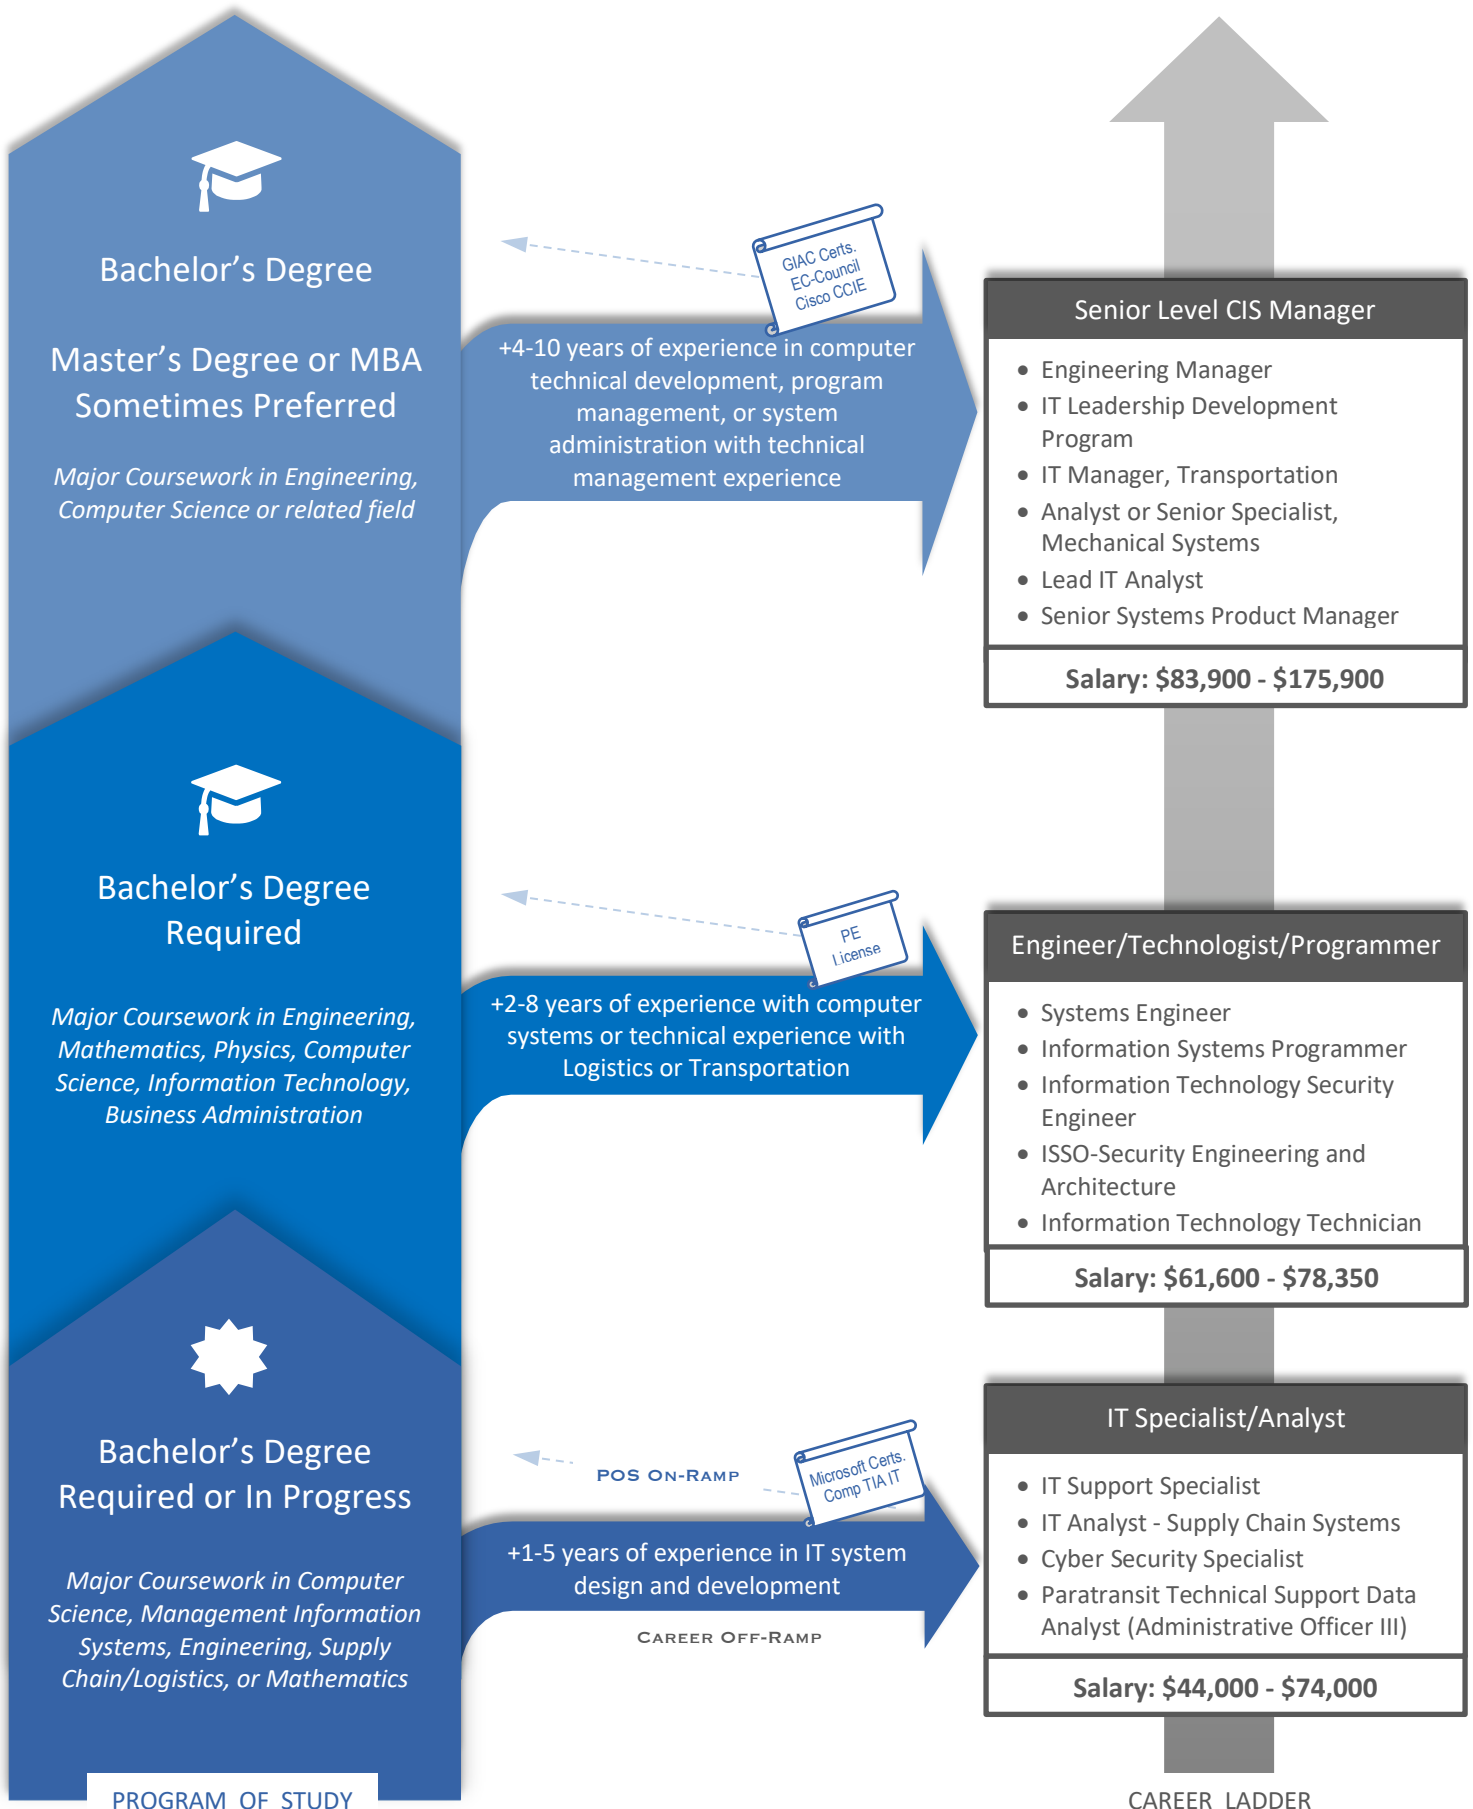 Bachelor's Degree
Master's Degree or MBA
Sometimes Preferred
Major Coursework in Engineering,
Computer Science or related field
GIAC Certs.
EC-Council
Cisco CCIE
+4-10 years of experience in computer
technical development, program
management, or system
administration with technical
management experience
Senior Level CIS Manager
• Engineering Manager
• IT Leadership Development
Program
• IT Manager, Transportation
• Analyst or Senior Specialist,
Mechanical Systems
• Lead IT Analyst
• Senior Systems Product Manager
Salary: $83,900 - $175,900
Bachelor's Degree
Required
Major Coursework in Engineering,
Mathematics, Physics, Computer
Science, Information Technology,
Business Administration
PE
License
+2-8 years of experience with computer
systems or technical experience with
Logistics or Transportation
Engineer/Technologist/Programmer
• Systems Engineer
• Information Systems Programmer
• Information Technology Security
Engineer
• ISSO-Security Engineering and
Architecture
• Information Technology Technician
Salary: $61,600 - $78,350
Bachelor's Degree
Required or In Progress
Major Coursework in Computer
Science, Management Information
Systems, Engineering, Supply
Chain/Logistics, or Mathematics
POS On-Ramp
Microsoft Certs.
Comp TIA IT
+1-5 years of experience in IT system
design and development
Career Off-Ramp
IT Specialist/Analyst
• IT Support Specialist
• IT Analyst - Supply Chain Systems
• Cyber Security Specialist
• Paratransit Technical Support Data
Analyst (Administrative Officer III)
Salary: $44,000 - $74,000
PROGRAM OF STUDY
CAREER LADDER